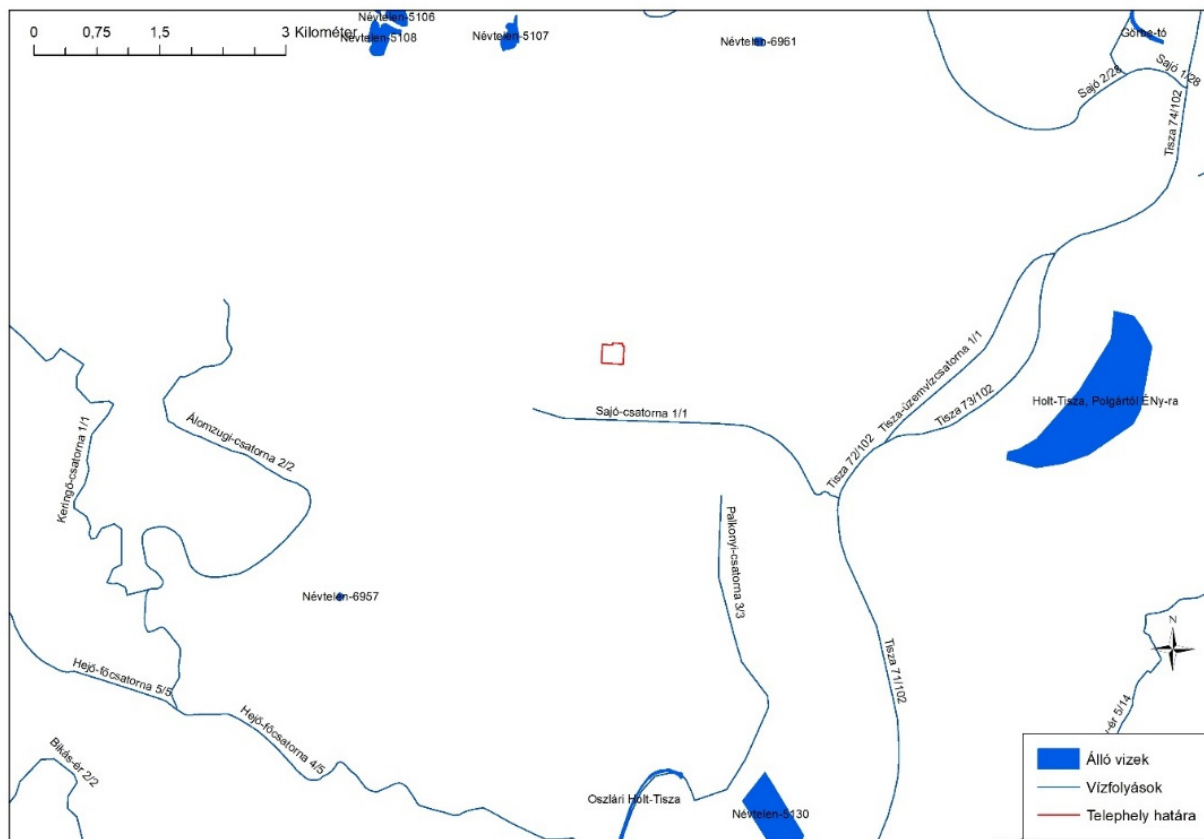 Névtelen-5106
0 0,75 1,5 3 Kilométer
Névtelen-5108
Névtelen-5107
Névtelen-6961
Görbe-tó
Sajó 2/28
Sajó 1/28
Tisza 74/102
Tisza-üzemvízcsatorna 1/1
Tisza 73/102
Holt-Tisza, Polgártól ÉNy-ra
Sajó-csatorna 1/1
Tisza 72/102
Keringő-csatorna 1/1
Álomzugi-csatorna 2/2
Palkonyi-csatorna 3/3
Névtelen-6957
N
Tisza 71/102
Hejő-főcsatorna 5/5
Hejő-főcsatorna 4/5
-ér 5/14
Bikás-ér 2/2
Oszlári Holt-Tisza
Névtelen-5130
Álló vizek
Vízfolyások
Telephely határa